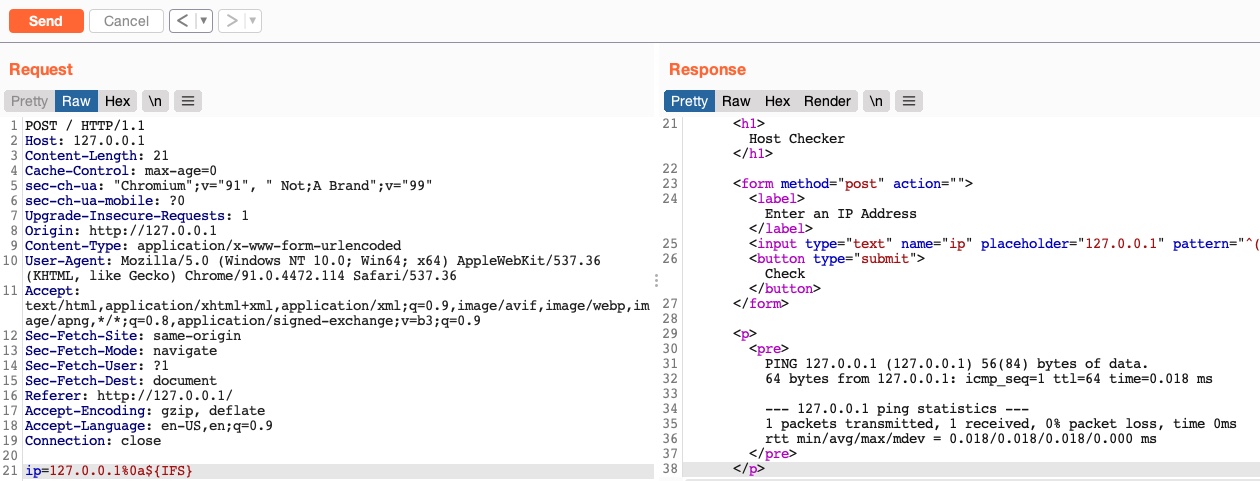 Send Cancel < ▼ > ▼
Request
Pretty Raw Hex \n ≡
1 POST / HTTP/1.1
2 Host: 127.0.0.1
3 Content-Length: 21
4 Cache-Control: max-age=0
5 sec-ch-ua: "Chromium";v="91", " Not;A Brand";v="99"
6 sec-ch-ua-mobile: ?0
7 Upgrade-Insecure-Requests: 1
8 Origin: http://127.0.0.1
9 Content-Type: application/x-www-form-urlencoded
10 User-Agent: Mozilla/5.0 (Windows NT 10.0; Win64; x64) AppleWebKit/537.36
(KHTML, like Gecko) Chrome/91.0.4472.114 Safari/537.36
11 Accept:
text/html,application/xhtml+xml,application/xml;q=0.9,image/avif,image/webp,im
age/apng,*/*;q=0.8,application/signed-exchange;v=b3;q=0.9
12 Sec-Fetch-Site: same-origin
13 Sec-Fetch-Mode: navigate
14 Sec-Fetch-User: ?1
15 Sec-Fetch-Dest: document
16 Referer: http://127.0.0.1/
17 Accept-Encoding: gzip, deflate
18 Accept-Language: en-US,en;q=0.9
19 Connection: close
20
21 ip=127.0.0.1%0a${IFS}
Response
Pretty Raw Hex Render \n ≡
21 <h1>
Host Checker
</h1>
22
23 <form method="post" action="">
24 <label>
Enter an IP Address
</label>
25 <input type="text" name="ip" placeholder="127.0.0.1" pattern="^(
26 <button type="submit">
Check
</button>
27 </form>
28
29 <p>
30 <pre>
31 PING 127.0.0.1 (127.0.0.1) 56(84) bytes of data.
32 64 bytes from 127.0.0.1: icmp_seq=1 ttl=64 time=0.018 ms
33
34 --- 127.0.0.1 ping statistics ---
35 1 packets transmitted, 1 received, 0% packet loss, time 0ms
36 rtt min/avg/max/mdev = 0.018/0.018/0.018/0.000 ms
37 </pre>
38 </p>